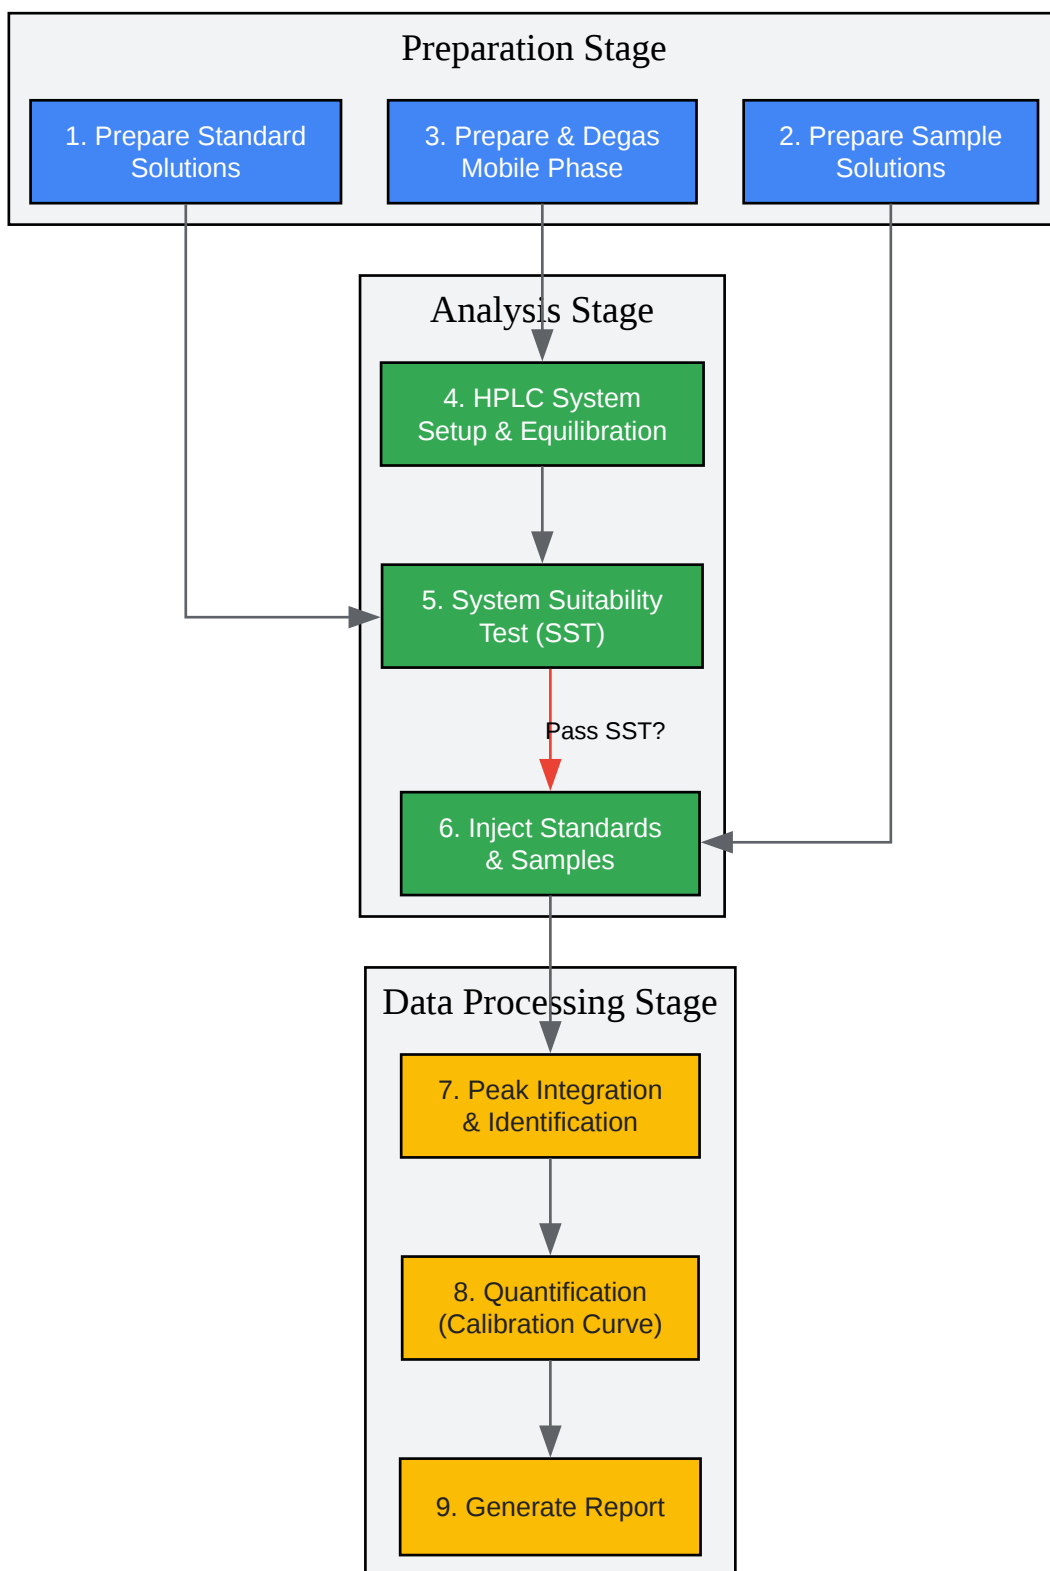 Preparation Stage
1. Prepare Standard
Solutions
3. Prepare & Degas
Mobile Phase
2. Prepare Sample
Solutions
Analysis Stage
4. HPLC System
Setup & Equilibration
5. System Suitability
Test (SST)
Pass SST?
6. Inject Standards
& Samples
Data Processing Stage
7. Peak Integration
& Identification
8. Quantification
(Calibration Curve)
9. Generate Report